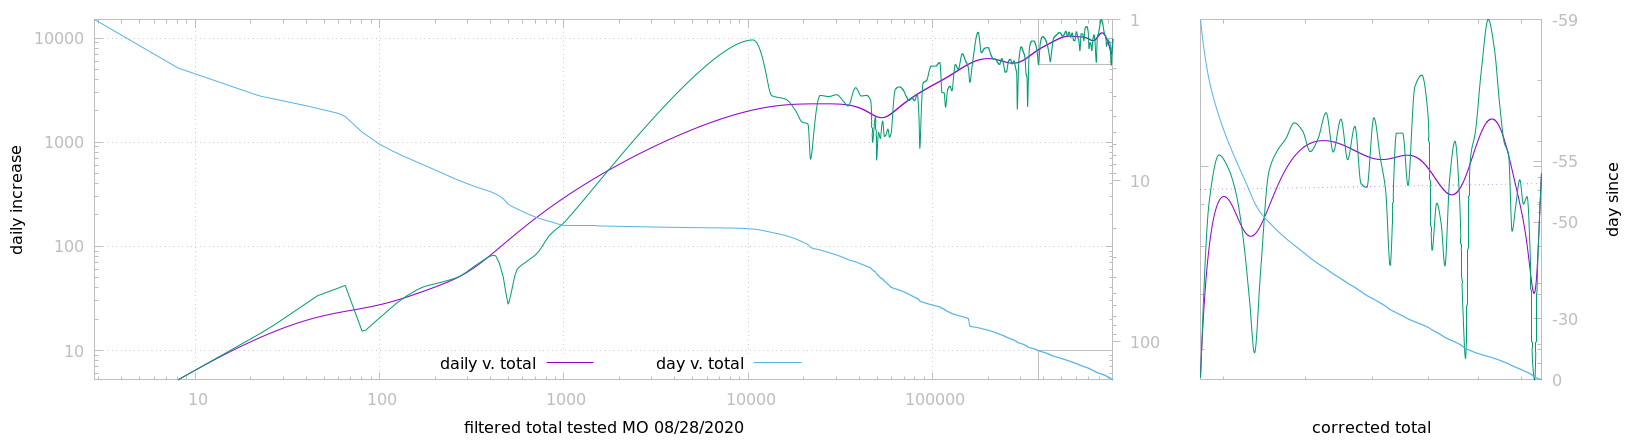 10000
1000
100
10
daily increase
10
100
1000
10000
100000
filtered total tested MO 08/28/2020
daily v. total
day v. total
1
10
100
-59
-55
-50
-30
0
day since
corrected total